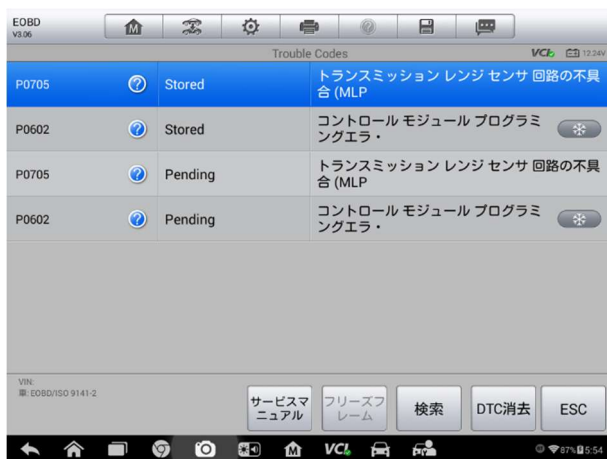 EOBD
V3.06
Trouble Codes
VCI 12.24V
P0705 Stored トランスミッション レンジ センサ 回路の不具
合 (MLP
P0602 Stored コントロール モジュール プログラミ
ングエラ・
P0705 Pending トランスミッション レンジ センサ 回路の不具
合 (MLP
P0602 Pending コントロール モジュール プログラミ
ングエラ・
VIN:
車: EOBD/ISO 9141-2
サービスマ
ニュアル
フリーズフ
レーム
検索
DTC消去
ESC
VCI
87% 5:54